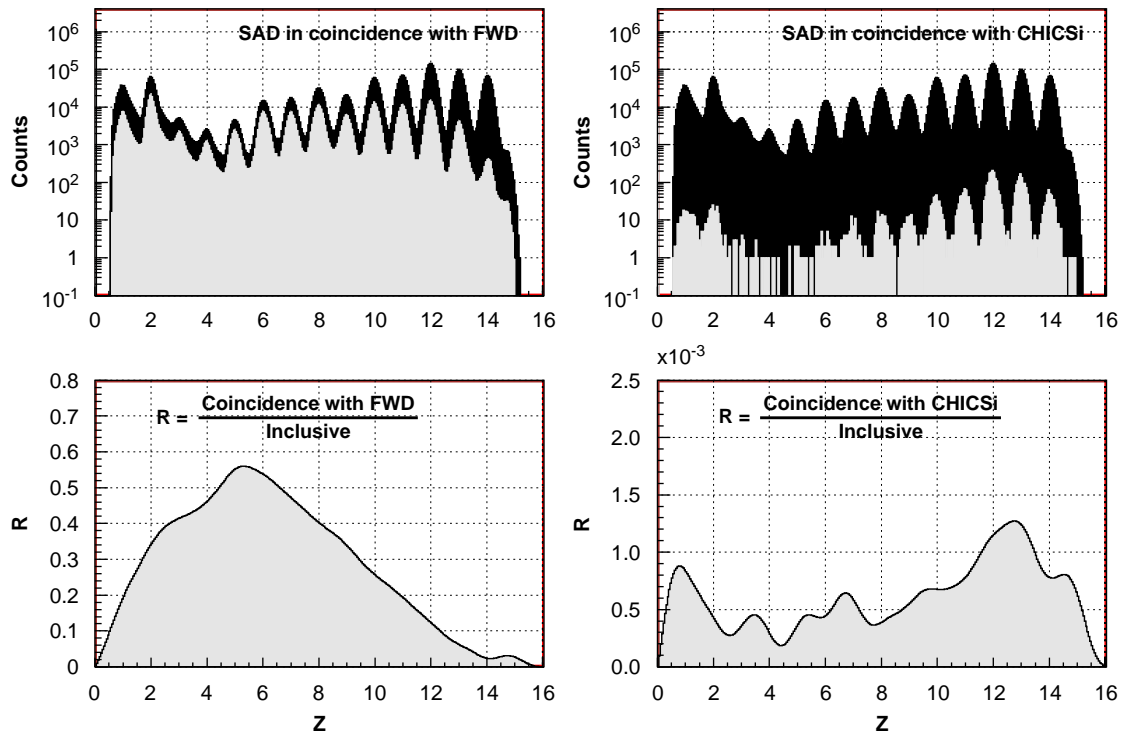 SAD in coincidence with FWD
Counts
10^6
10^5
10^4
10^3
10^2
10
1
10^-1
0 2 4 6 8 10 12 14 16
SAD in coincidence with CHICSi
Counts
10^6
10^5
10^4
10^3
10^2
10
1
10^-1
0 2 4 6 8 10 12 14 16
R = Coincidence with FWD
Inclusive
R
0.8
0.7
0.6
0.5
0.4
0.3
0.2
0.1
0
0 2 4 6 8 10 12 14 16
Z
x10^-3
R = Coincidence with CHICSi
Inclusive
R
2.5
2.0
1.5
1.0
0.5
0.0
0 2 4 6 8 10 12 14 16
Z